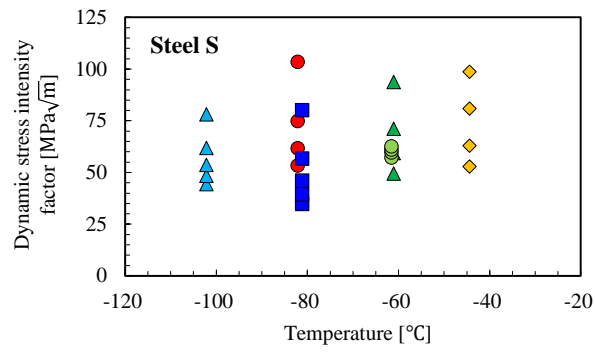 Steel S
Dynamic stress intensity
factor [MPa√m]
125
100
75
50
25
0
-120 -100 -80 -60 -40 -20
Temperature [℃]